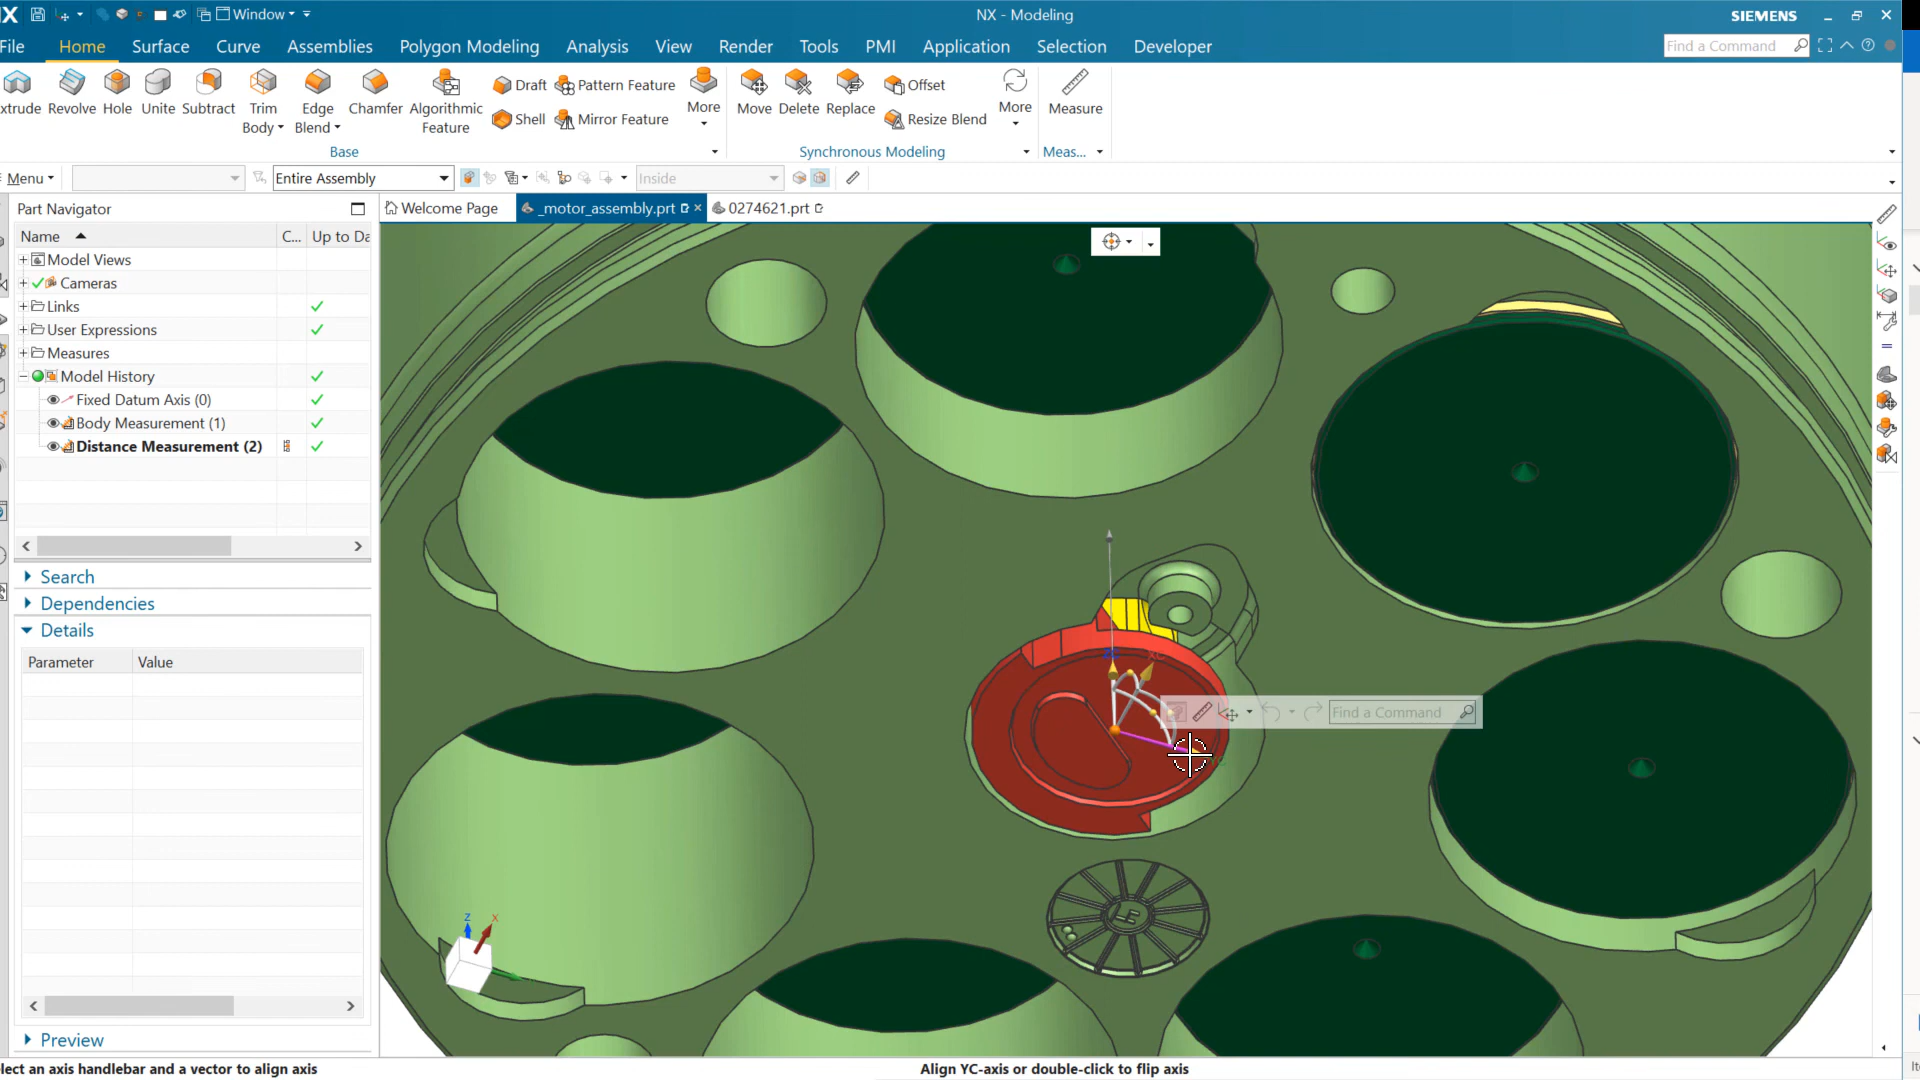 NX
Window
NX - Modeling
SIEMENS
File
Home
Surface
Curve
Assemblies
Polygon Modeling
Analysis
View
Render
Tools
PMI
Application
Selection
Developer
Find a Command
xtrude
Revolve
Hole
Unite
Subtract
Trim
Body
Edge
Blend
Chamfer
Algorithmic
Feature
Draft
Pattern Feature
Shell
Mirror Feature
More
Move
Delete
Replace
Offset
Resize Blend
More
Measure
Base
Synchronous Modeling
Meas...
Menu
Entire Assembly
Inside
Part Navigator
Welcome Page
_motor_assembly.prt
0274621.prt
Name
C...
Up to Da
Model Views
Cameras
Links
User Expressions
Measures
Model History
Fixed Datum Axis (0)
Body Measurement (1)
Distance Measurement (2)
Search
Dependencies
Details
Parameter
Value
Find a Command
Z
X
Preview
lect an axis handlebar and a vector to align axis
Align YC-axis or double-click to flip axis